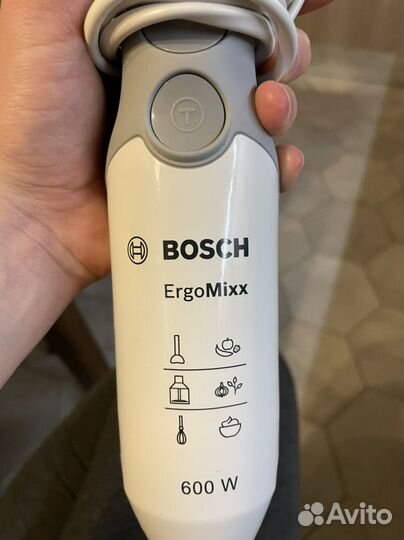 T
BOSCH
ErgoMixx
600 W
Avito